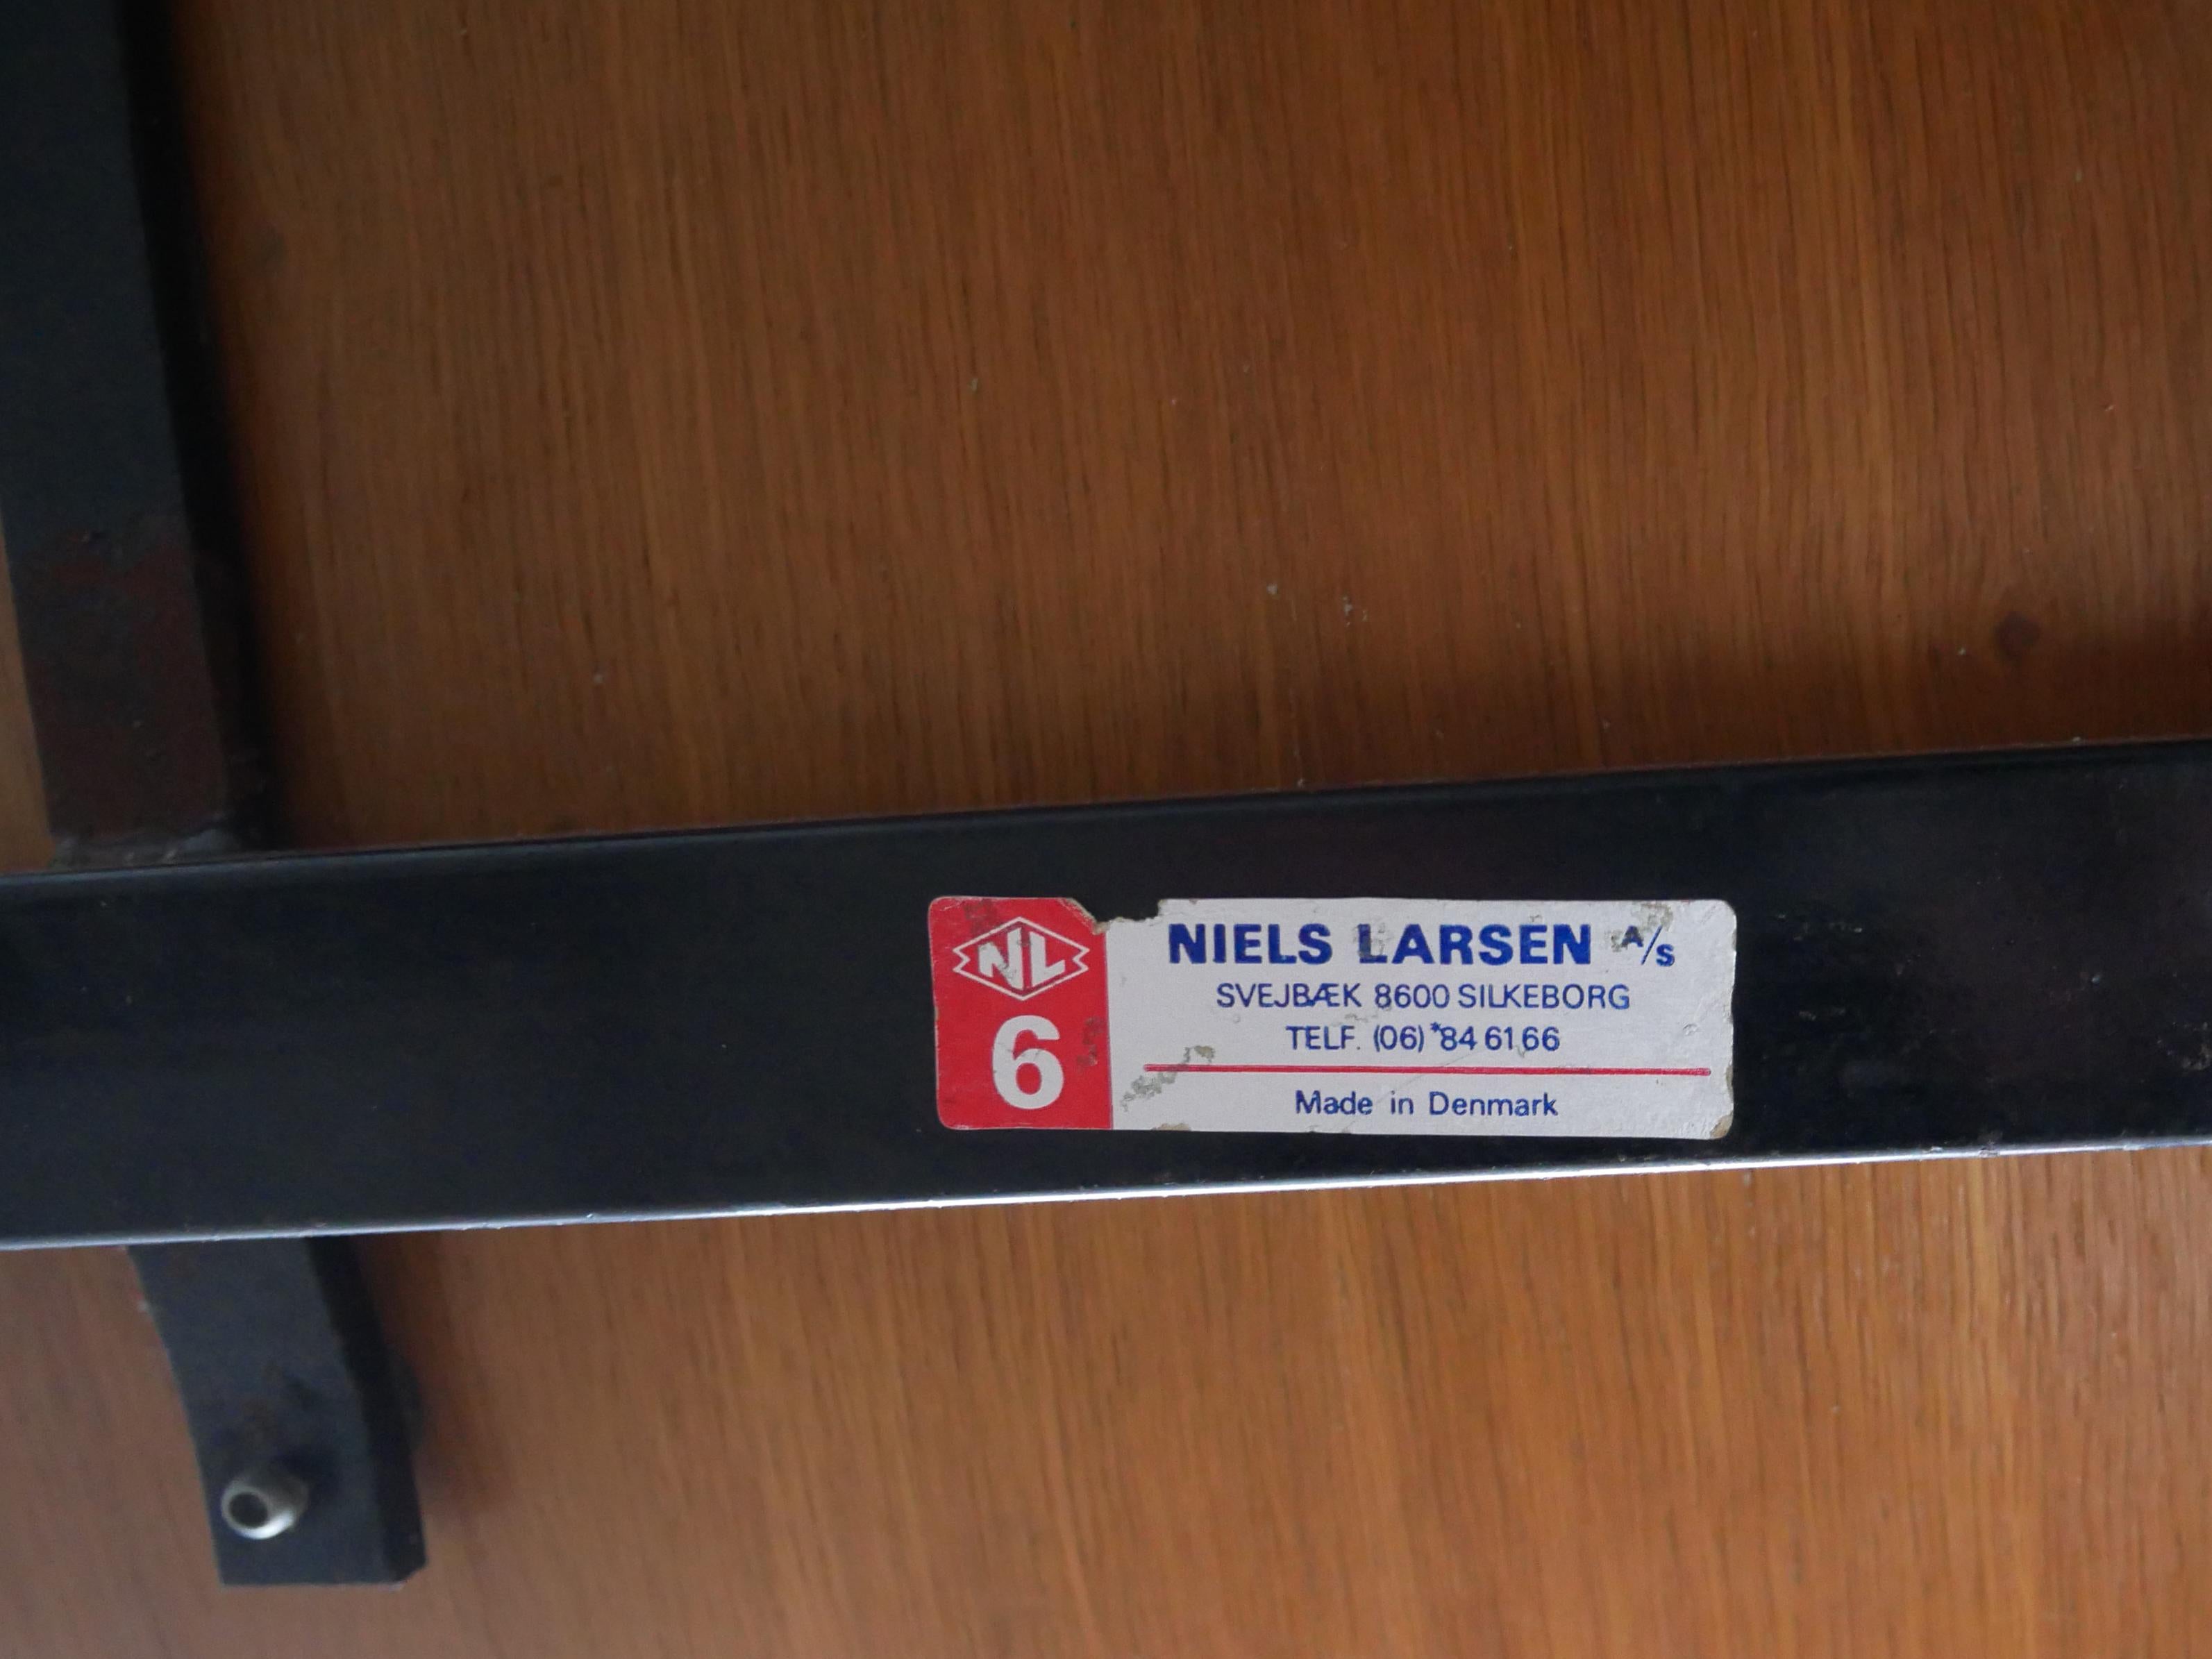 NL
6
NIELS LARSEN A/S
SVEJBÆK 8600 SILKEBORG
TELF. (06)*84 61 66
Made in Denmark